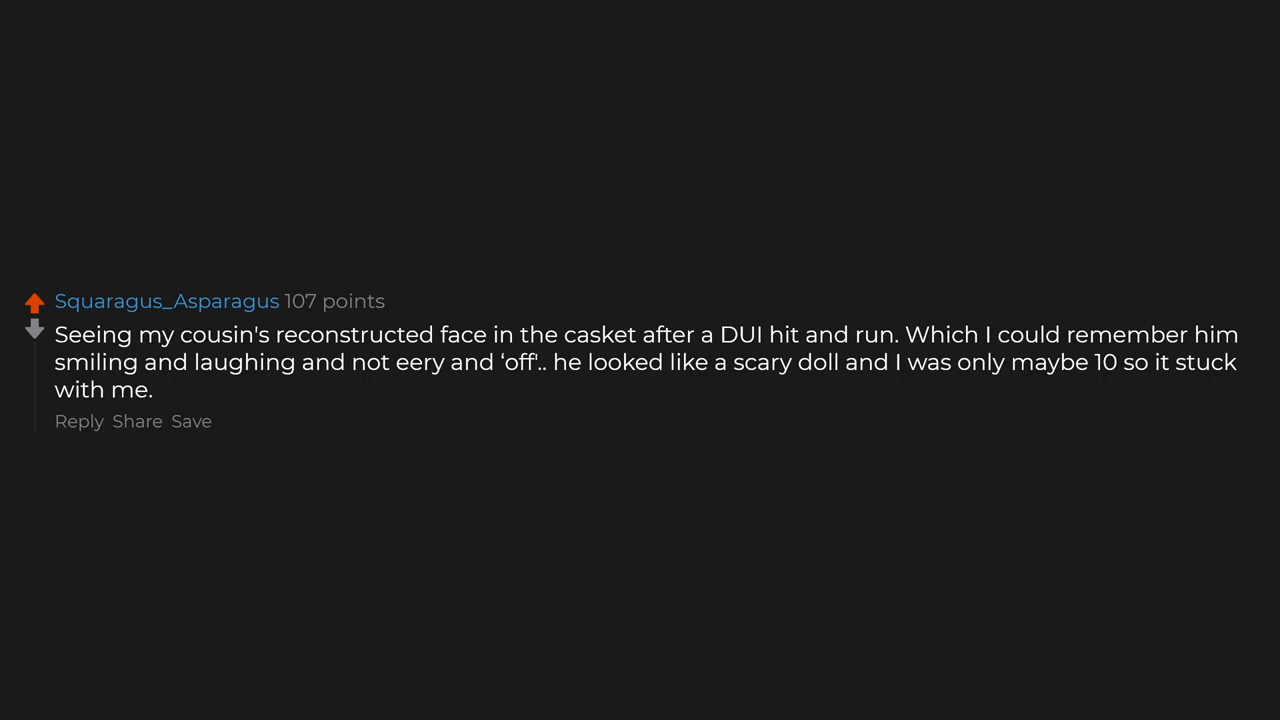 Squaragus_Asparagus 107 points
Seeing my cousin's reconstructed face in the casket after a DUI hit and run. Which I could remember him
smiling and laughing and not eery and ‘off'.. he looked like a scary doll and I was only maybe 10 so it stuck
with me.
Reply Share Save